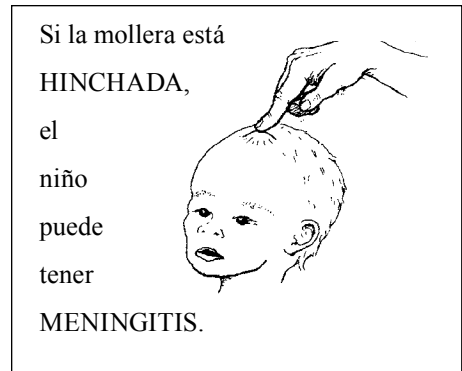 Si la mollera está
HINCHADA,
el
niño
puede
tener
MENINGITIS.